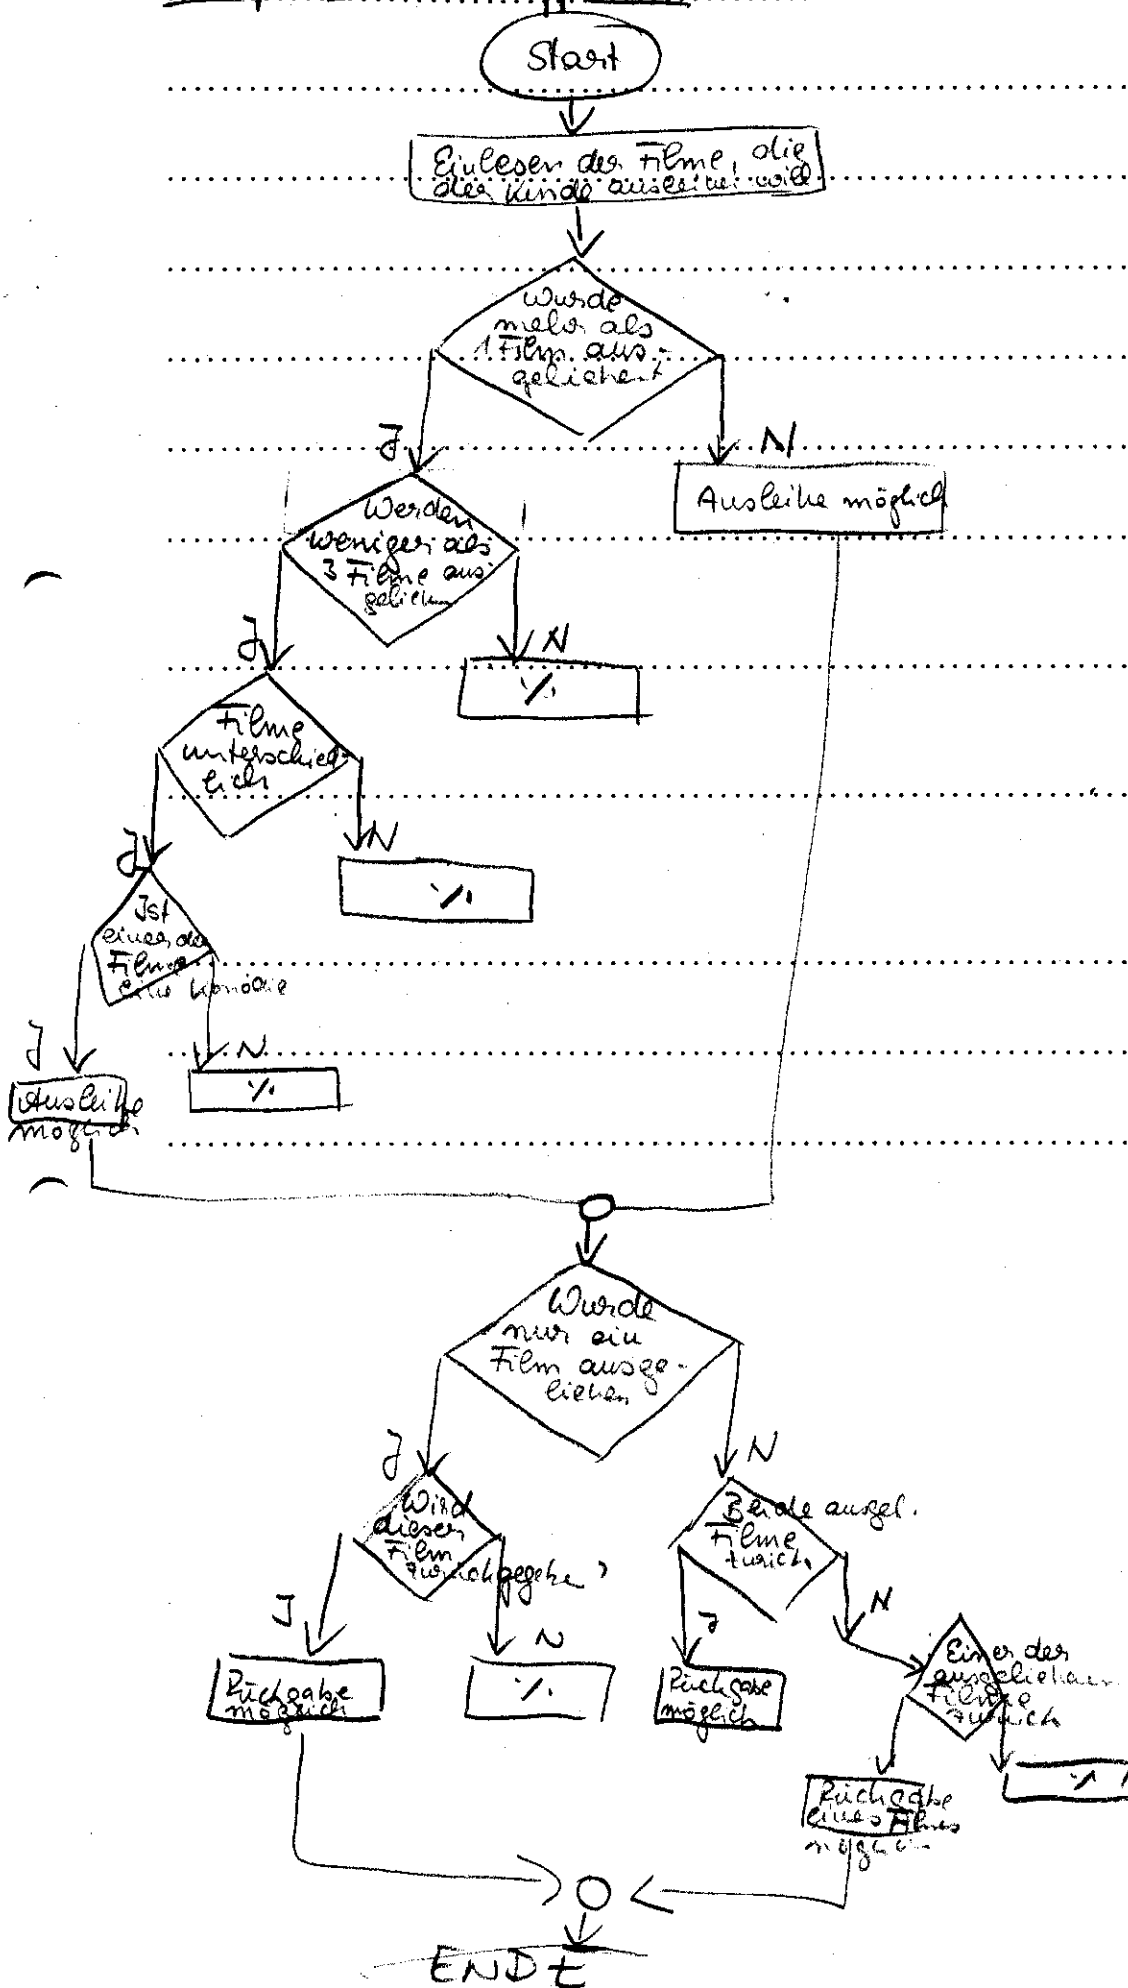 Start
Einlesen der Filme, die
der Kunde ausleihen will
Wurde
mehr als
1 Film aus-
geliehen?
J
N
Ausleihe möglich
Werden
weniger als
3 Filme aus
geliehen
J
N
·/.
Filme
unterschied-
lich
J
N
·/.
Ist
einer der
Filme
eine Komödie
J
N
Ausleihe
möglich
·/.
Wurde
nur ein
Film ausge-
liehen
J
N
Wird
dieser
Film
zurückgegeben?
Beide ausgel.
Filme
zurück
J
N
J
N
Rückgabe
möglich
·/.
Rückgabe
möglich
Einer der
ausgeliehenen
Filme
zurück
Rückgabe
eines Filmes
möglich
·/.
ENDE